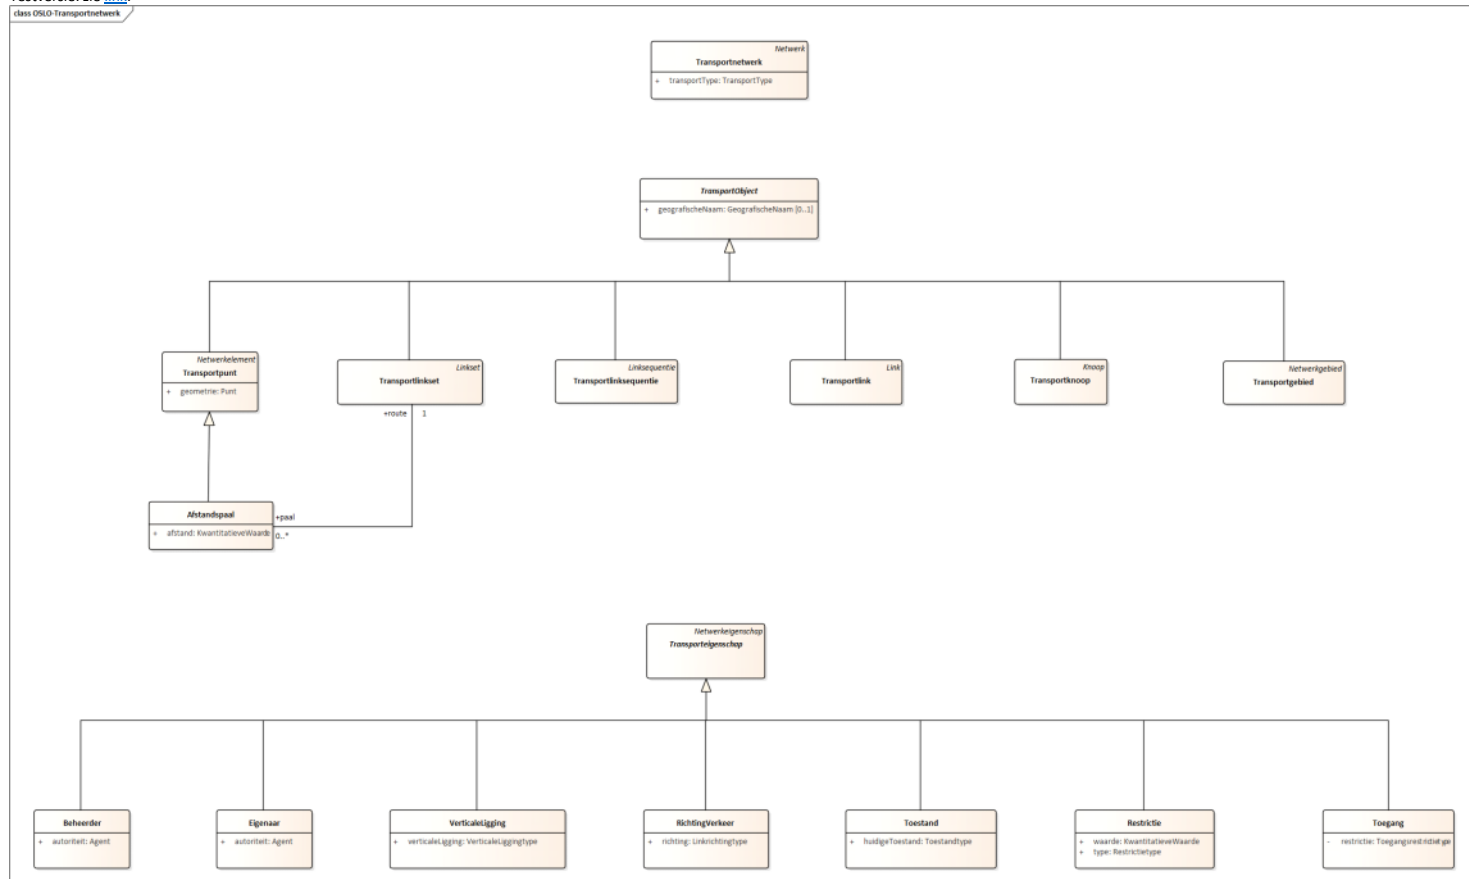 link.
class OSLO-Transportnetwerk
Netwerk
Transportnetwerk
+ transportType: TransportType
TransportObject
+ geografischeNaam: GeografischeNaam [0..1]
Netwerkelement
Transportpunt
+ geometrie: Punt
Linkset
Transportlinkset
Linksequentie
Transportlinksequentie
Link
Transportlink
Knoop
Transportknoop
Netwerkgebied
Transportgebied
+route 1
Afstandspaal
+ afstand: KwantitatieveWaarde
+paal
0..*
Netwerkeigenschap
Transporteigenschap
Beheerder
+ autoriteit: Agent
Eigenaar
+ autoriteit: Agent
VerticaleLigging
+ verticaleLigging: VerticaleLiggingtype
RichtingVerkeer
+ richting: Linkrichtingtype
Toestand
+ huidigeToestand: Toestandtype
Restrictie
+ waarde: KwantitatieveWaarde
+ type: Restrictietype
Toegang
- restrictie: